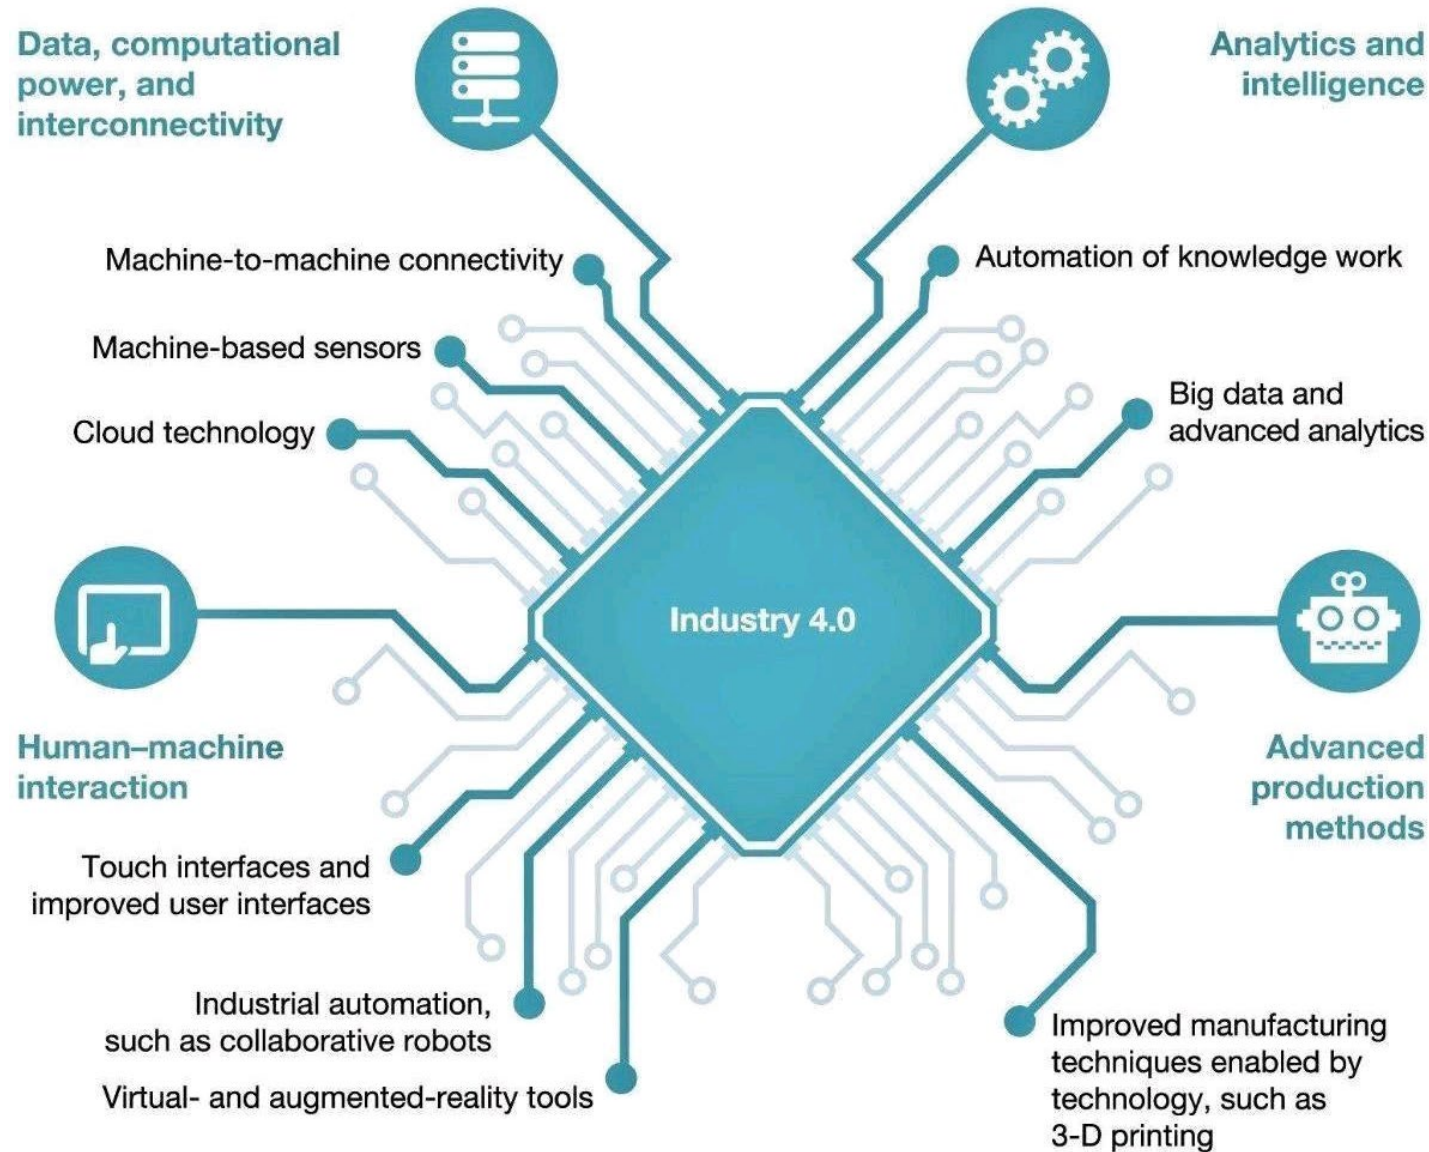 Data, computational
power, and
interconnectivity
Analytics and
intelligence
Machine-to-machine connectivity
Automation of knowledge work
Machine-based sensors
Big data and
advanced analytics
Cloud technology
Industry 4.0
Human–machine
interaction
Advanced
production
methods
Touch interfaces and
improved user interfaces
Industrial automation,
such as collaborative robots
Virtual- and augmented-reality tools
Improved manufacturing
techniques enabled by
technology, such as
3-D printing